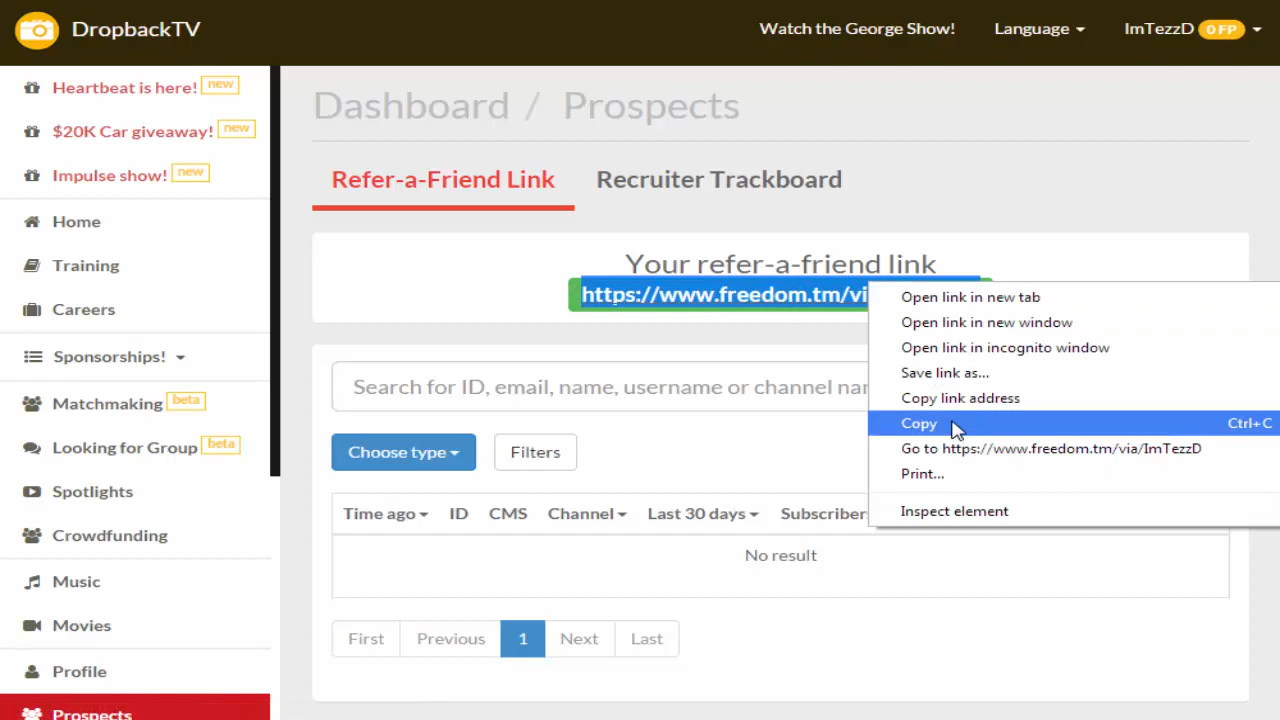 DropbackTV
Watch the George Show!
Language
ImTezzD 0 FP
Heartbeat is here! new
$20K Car giveaway! new
Impulse show! new
Home
Training
Careers
Sponsorships!
Matchmaking beta
Looking for Group beta
Spotlights
Crowdfunding
Music
Movies
Profile
Prospects
Dashboard / Prospects
Refer-a-Friend Link
Recruiter Trackboard
Your refer-a-friend link
https://www.freedom.tm/vi
Open link in new tab
Open link in new window
Open link in incognito window
Save link as...
Copy link address
Copy Ctrl+C
Go to https://www.freedom.tm/via/ImTezzD
Print...
Inspect element
Search for ID, email, name, username or channel nar
Choose type
Filters
Time ago ID CMS Channel Last 30 days Subscriber
No result
First Previous 1 Next Last